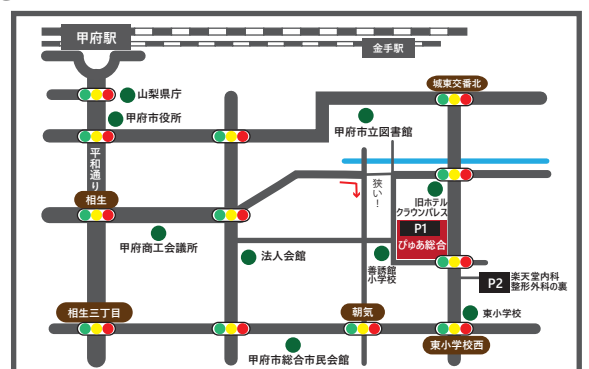 甲府駅
金手駅
城東交番北
山梨県庁
甲府市役所
甲府市立図書館
平和通り
狭い！
相生
旧ホテル
クラウンパレス
P1
ぴゅあ総合
甲府商工会議所
法人会館
善誘館
小学校
P2
楽天堂内科
整形外科の裏
相生三丁目
朝気
東小学校
東小学校西
甲府市総合市民会館